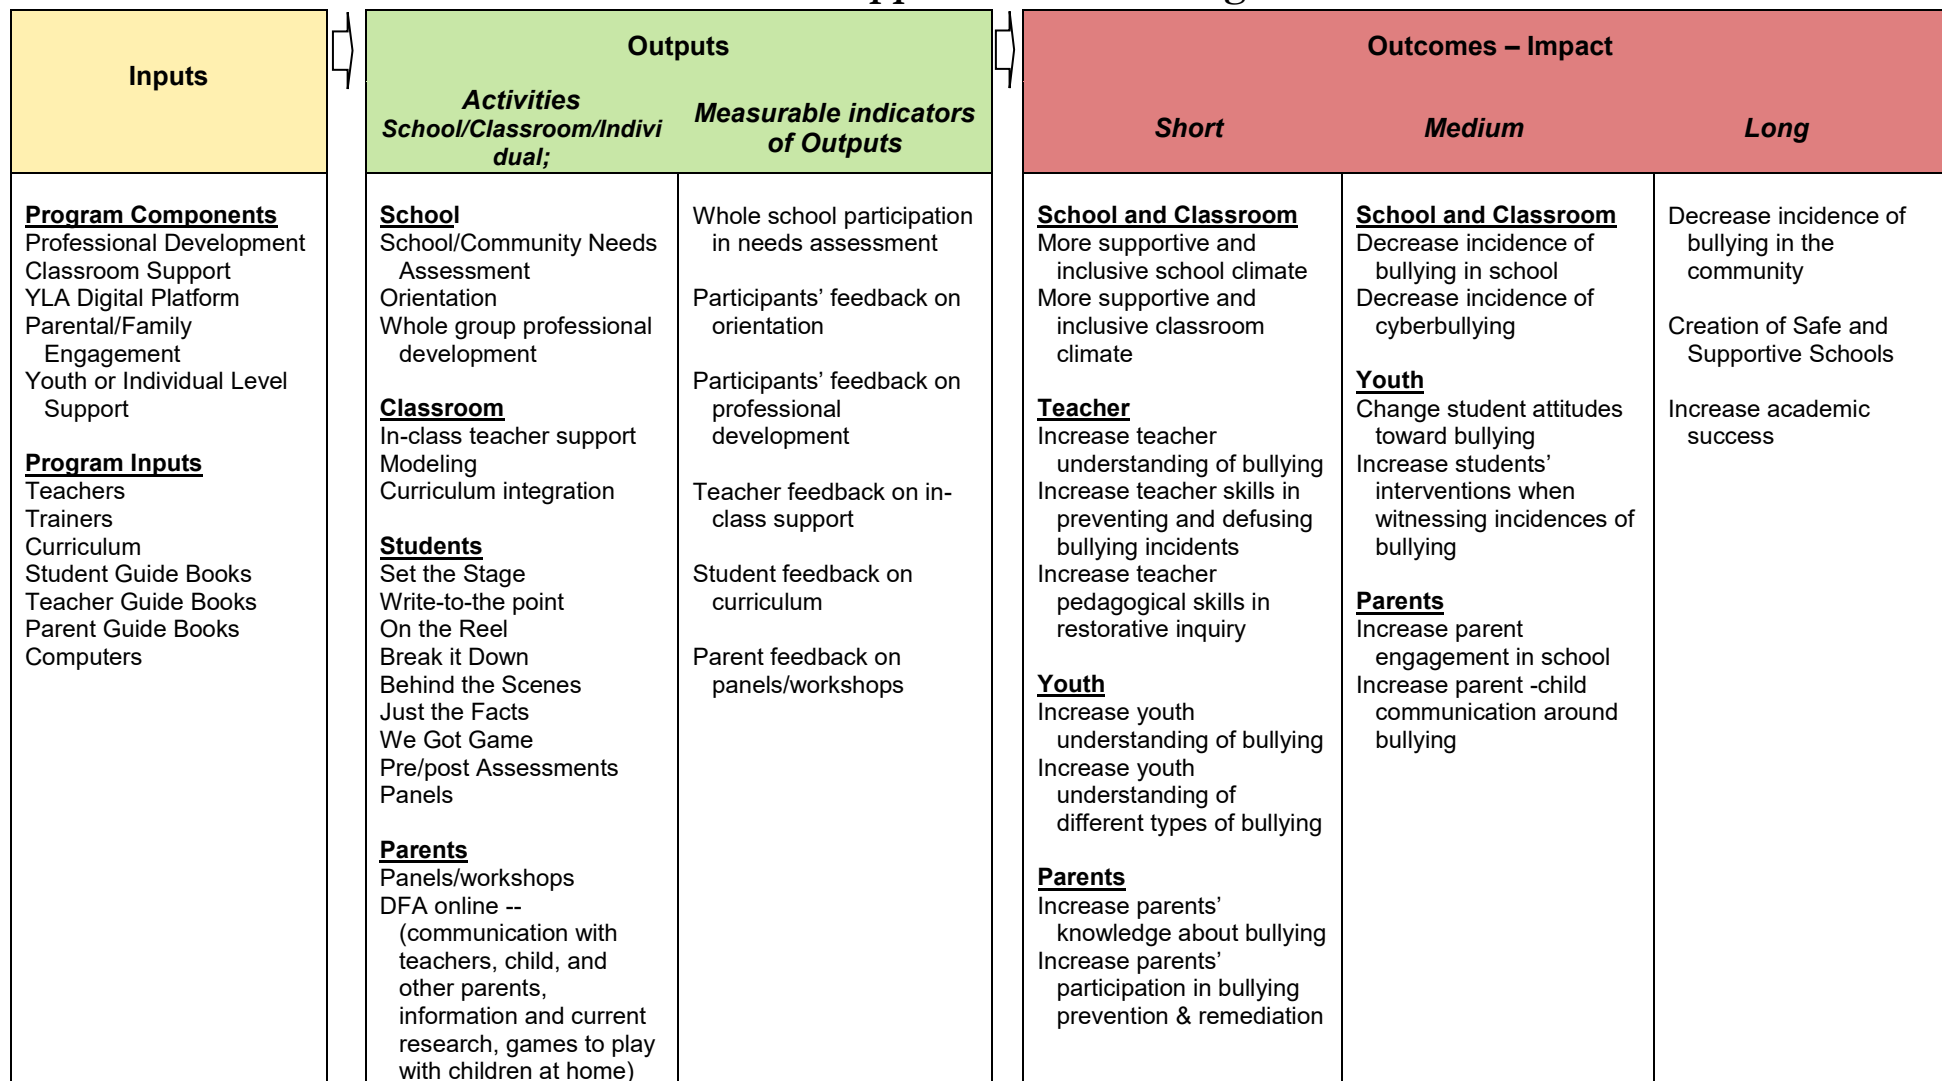 Inputs
Outputs
Activities
School/Classroom/Indivi
dual;
Measurable indicators
of Outputs
Outcomes – Impact
Short
Medium
Long
Program Components
Professional Development
Classroom Support
YLA Digital Platform
Parental/Family
Engagement
Youth or Individual Level
Support
Program Inputs
Teachers
Trainers
Curriculum
Student Guide Books
Teacher Guide Books
Parent Guide Books
Computers
School
School/Community Needs
Assessment
Orientation
Whole group professional
development
Classroom
In-class teacher support
Modeling
Curriculum integration
Students
Set the Stage
Write-to-the point
On the Reel
Break it Down
Behind the Scenes
Just the Facts
We Got Game
Pre/post Assessments
Panels
Parents
Panels/workshops
DFA online --
(communication with
teachers, child, and
other parents,
information and current
research, games to play
with children at home)
Whole school participation
in needs assessment
Participants’ feedback on
orientation
Participants’ feedback on
professional
development
Teacher feedback on in-
class support
Student feedback on
curriculum
Parent feedback on
panels/workshops
School and Classroom
More supportive and
inclusive school climate
More supportive and
inclusive classroom
climate
Teacher
Increase teacher
understanding of bullying
Increase teacher skills in
preventing and defusing
bullying incidents
Increase teacher
pedagogical skills in
restorative inquiry
Youth
Increase youth
understanding of bullying
Increase youth
understanding of
different types of bullying
Parents
Increase parents’
knowledge about bullying
Increase parents’
participation in bullying
prevention & remediation
School and Classroom
Decrease incidence of
bullying in school
Decrease incidence of
cyberbullying
Youth
Change student attitudes
toward bullying
Increase students’
interventions when
witnessing incidences of
bullying
Parents
Increase parent
engagement in school
Increase parent -child
communication around
bullying
Decrease incidence of
bullying in the
community
Creation of Safe and
Supportive Schools
Increase academic
success